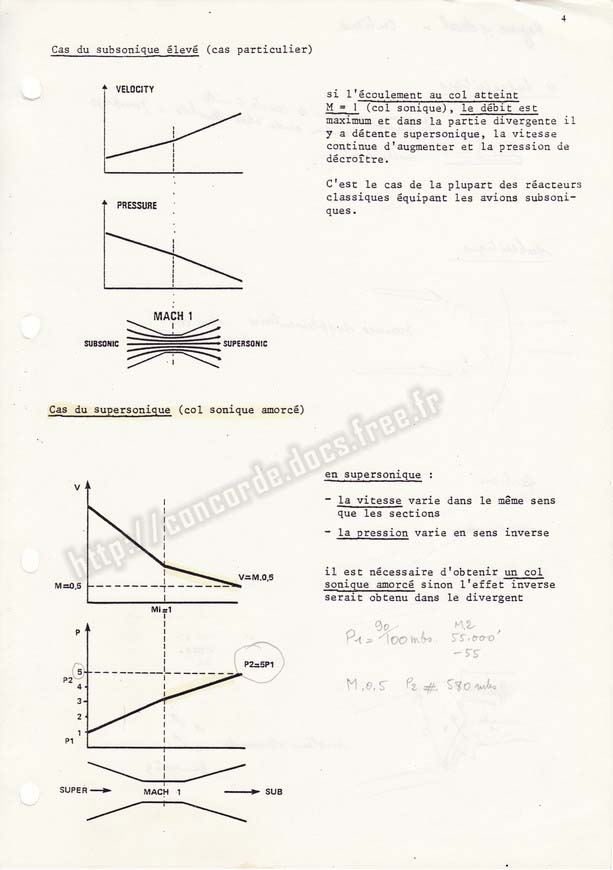 4
Cas du subsonique élevé (cas particulier)
VELOCITY
si l'écoulement au col atteint
M = 1 (col sonique), le débit est
maximum et dans la partie divergente il
y a détente supersonique, la vitesse
continue d'augmenter et la pression de
décroître.
C'est le cas de la plupart des réacteurs
classiques équipant les avions subsoni-
ques.
PRESSURE
MACH 1
SUBSONIC
SUPERSONIC
Cas du supersonique (col sonique amorcé)
http://concorde.docs.free.fr
V
V=M.0,5
M=0,5
Mi=1
en supersonique :
- la vitesse varie dans le même sens
que les sections
- la pression varie en sens inverse
il est nécessaire d'obtenir un col
sonique amorcé sinon l'effet inverse
serait obtenu dans le divergent
P
5
P2
4
3
2
1
P1
P2=5P1
90 M2
P1 = /100 mbs 55.000'
-55
M.0.5 P2 # 580 mbs
SUPER
MACH 1
SUB